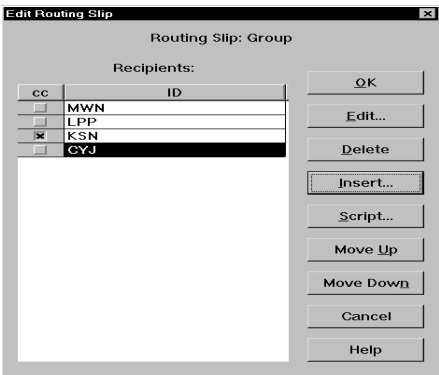 Edit Routing Slip
Routing Slip: Group
Recipients:
cc ID
MWN
LPP
KSN
CYJ
OK
Edit...
Delete
Insert...
Script...
Move Up
Move Down
Cancel
Help